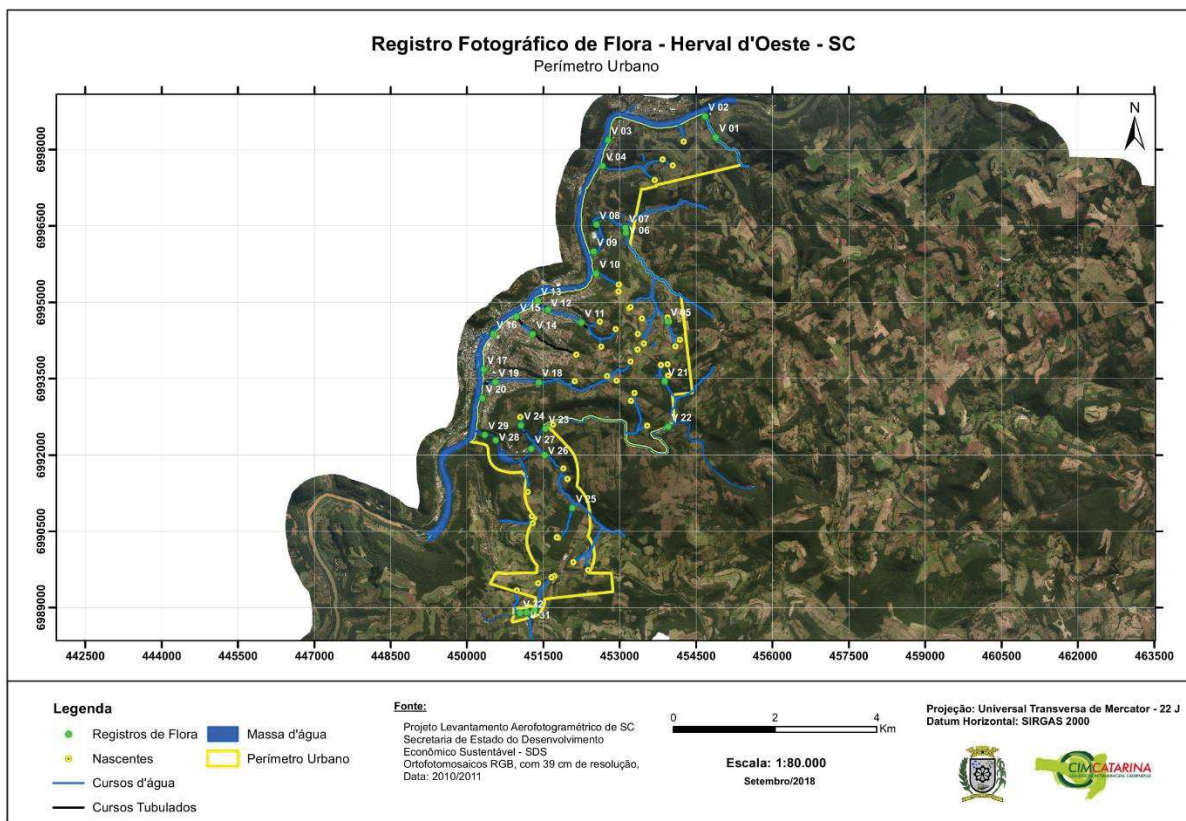 Registro Fotográfico de Flora - Herval d'Oeste - SC
Perímetro Urbano
N
6998000
6996500
6995000
6993500
6992000
6990500
6989000
V 02
V 01
V 03
V 04
V 08
V 07
V 06
V 09
V 10
V 13
V 12
V 15
V 11
V 05
V 16
V 14
V 17
V 19
V 18
V 21
V 20
V 24
V 23
V 22
V 29
V 28
V 27
V 26
V 25
V 32
V 31
442500 444000 445500 447000 448500 450000 451500 453000 454500 456000 457500 459000 460500 462000 463500
Legenda
Registros de Flora
Nascentes
Cursos d'água
Cursos Tubulados
Massa d'água
Perímetro Urbano
Fonte:
Projeto Levantamento Aerofotogramétrico de SC
Secretaria de Estado do Desenvolvimento
Econômico Sustentável - SDS
Ortofotomosaicos RGB, com 39 cm de resolução,
Data: 2010/2011
0 2 4
Km
Escala: 1:80.000
Setembro/2018
Projeção: Universal Transversa de Mercator - 22 J
Datum Horizontal: SIRGAS 2000
CIMCATARINA